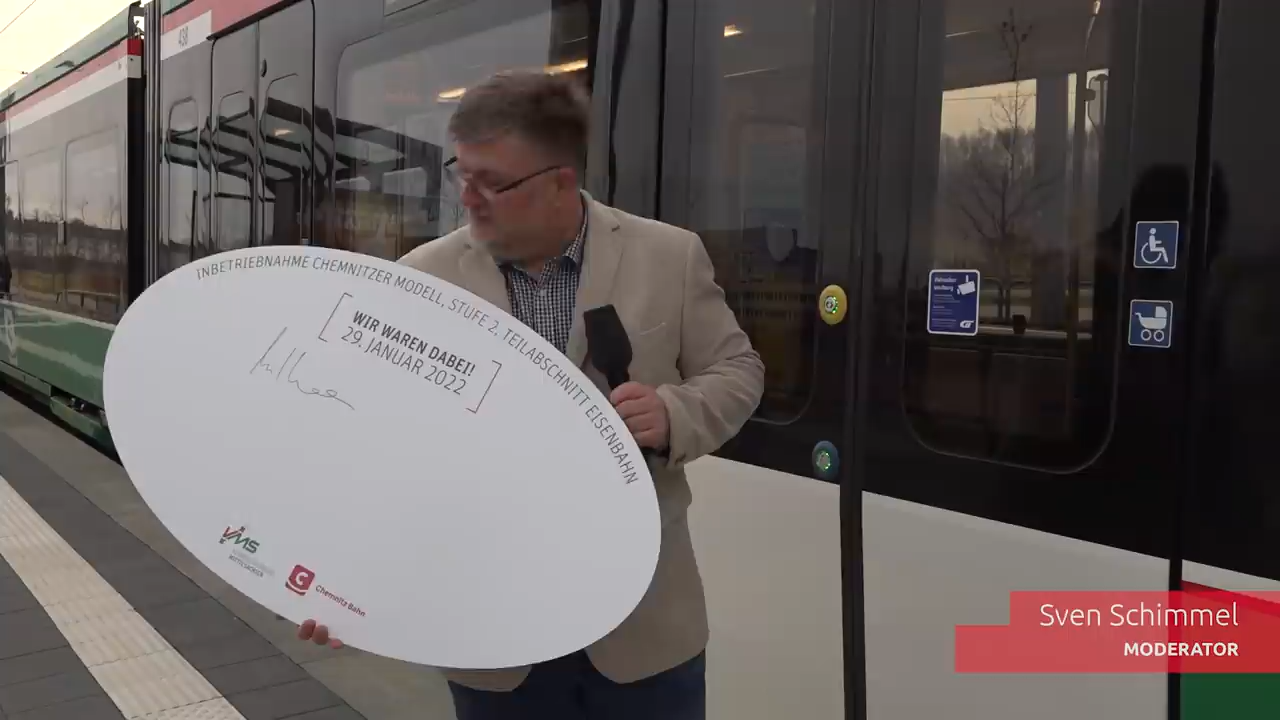 438
INBETRIEBNAHME CHEMNITZER MODELL, STUFE 2, TEILABSCHNITT EISENBAHN
WIR WAREN DABEI!
29. JANUAR 2022
VMS
C
Chemnitz Bahn
Sven Schimmel
MODERATOR